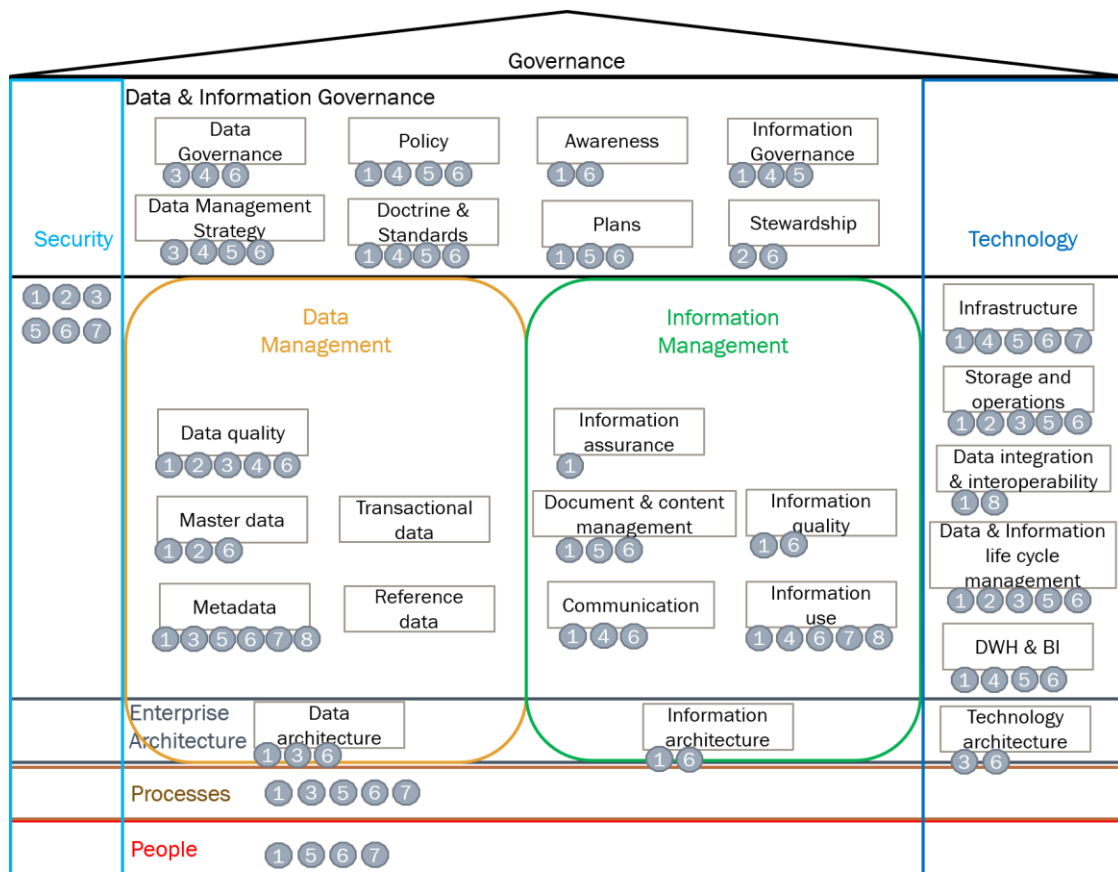 Governance
Data & Information Governance
Data
Governance
3 4 6
Policy
1 4 5 6
Awareness
1 6
Information
Governance
1 4 5
Data Management
Strategy
3 4 5 6
Doctrine &
Standards
1 4 5 6
Plans
1 5 6
Stewardship
2 6
Security
1 2 3
5 6 7
Technology
Data
Management
Data quality
1 2 3 4 6
Master data
1 2 6
Transactional
data
Metadata
1 3 5 6 7 8
Reference
data
Information
Management
Information
assurance
1
Document & content
management
1 5 6
Information
quality
1 6
Communication
1 4 6
Information
use
1 4 6 7 8
Infrastructure
1 4 5 6 7
Storage and
operations
1 2 3 5 6
Data integration
& interoperability
1 8
Data & Information
life cycle
management
1 2 3 5 6
DWH & BI
1 4 5 6
Enterprise
Architecture
Data
architecture
1 3 6
Information
architecture
1 6
Technology
architecture
3 6
Processes
1 3 5 6 7
People
1 5 6 7